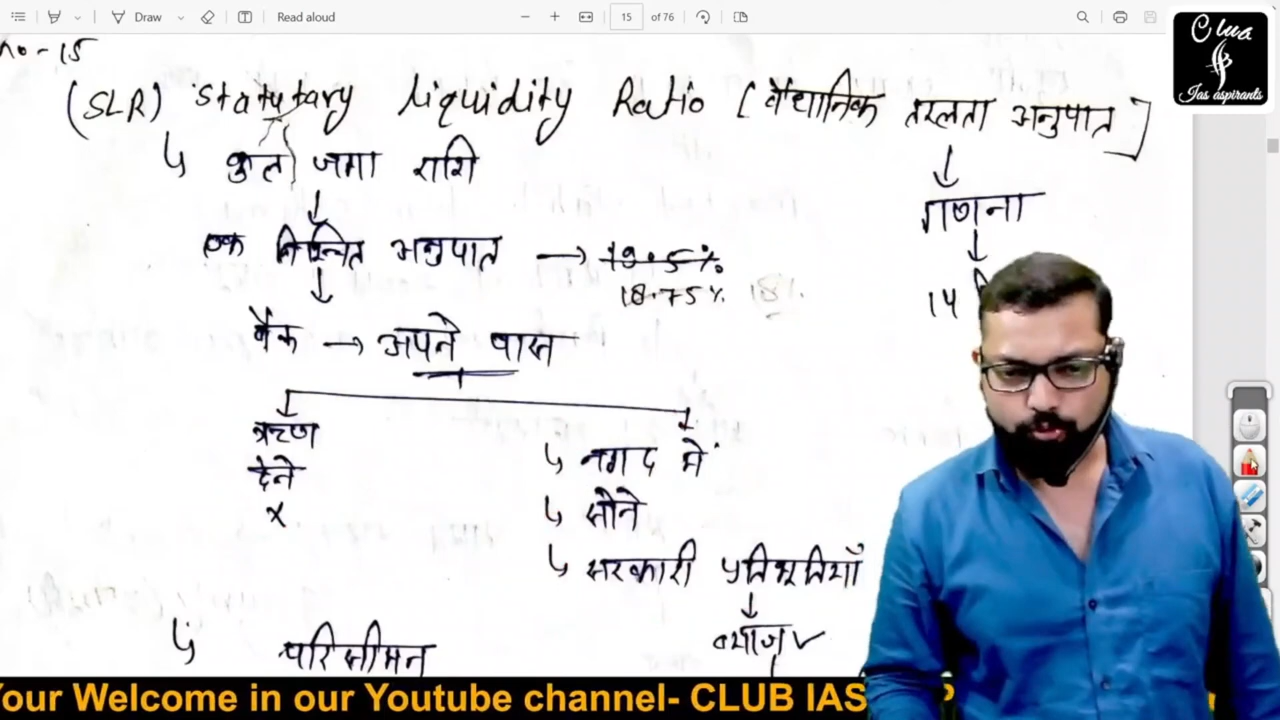 Draw
Read aloud
15 of 76
no-15
(SLR) Statutary liquidity Ratio [वैधानिक तरलता अनुपात]
↳ कुल जमा राशि
गणना
एक निश्चित अनुपात → 19.5%
18.75% 18%
14
बैंक → अपने पास
ऋण
देने
x
↳ नगद में
↳ सोने
↳ सरकारी प्रतिभूतियाँ
ब्याज ✓
↳ परिसीमन
Clua
Ias aspirants
Your Welcome in our Youtube channel- CLUB IAS